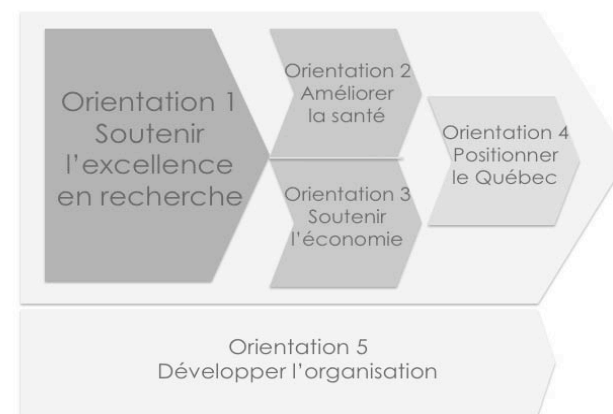 Orientation 1
Soutenir
l'excellence
en recherche
Orientation 2
Améliorer
la santé
Orientation 3
Soutenir
l'économie
Orientation 4
Positionner
le Québec
Orientation 5
Développer l'organisation